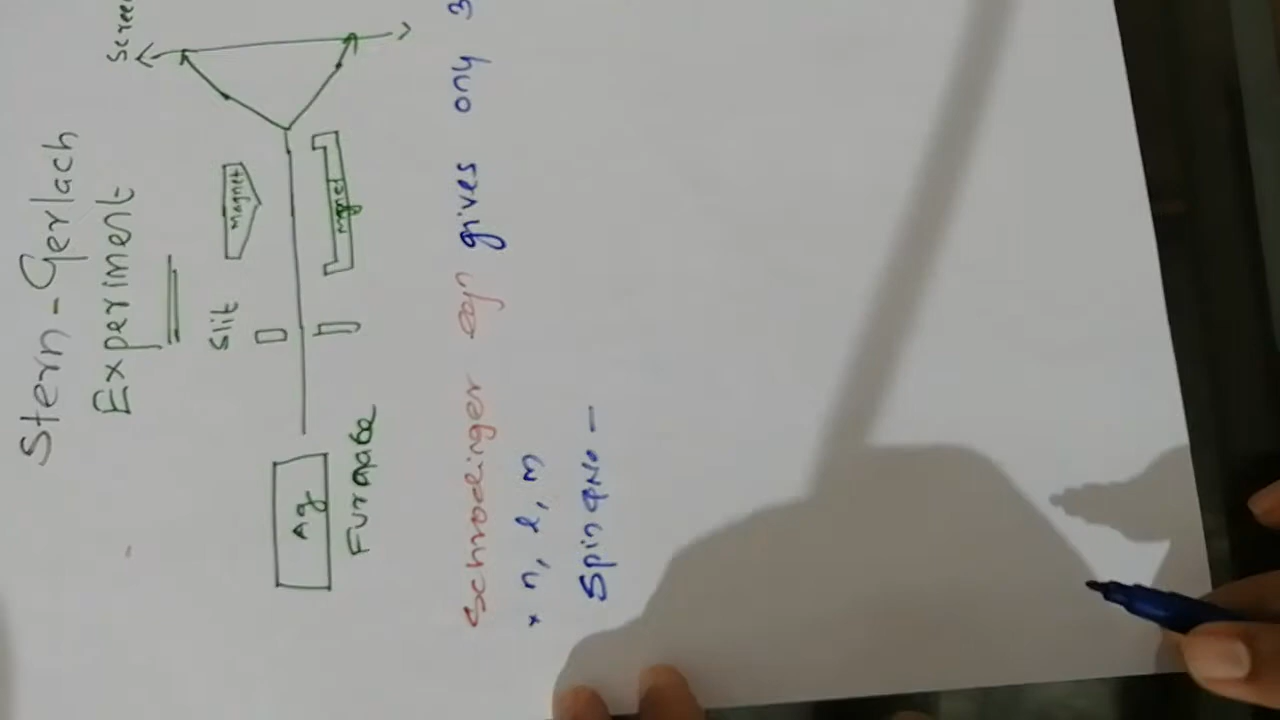 Stern-Gerlach
Experiment
Screen
Slit
Magnet
Magnet
Ag
Furnace
Schrodinger eqn gives only 3
* n, l, m
Spin QNo -